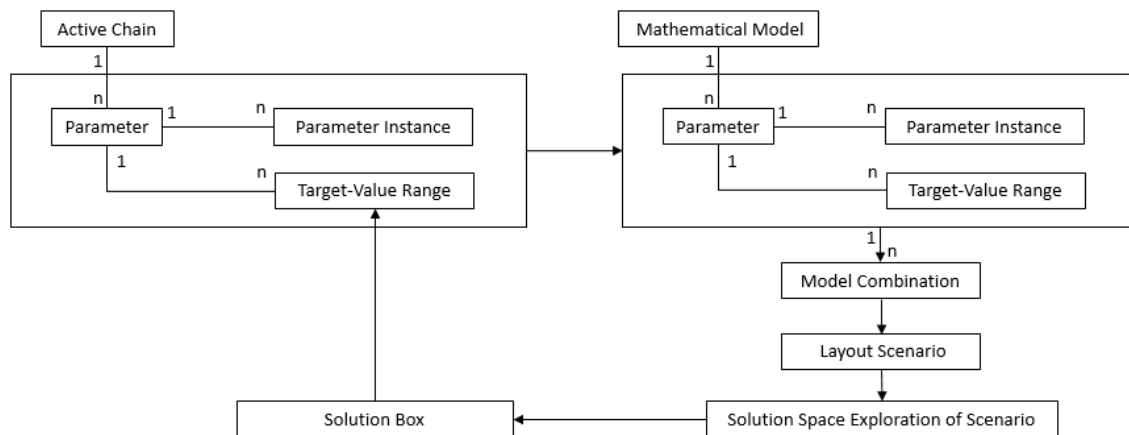 Active Chain
1
n
Parameter
1
n
Parameter Instance
1
n
Target-Value Range
Mathematical Model
1
n
Parameter
1
n
Parameter Instance
1
n
Target-Value Range
1
n
Model Combination
Layout Scenario
Solution Box
Solution Space Exploration of Scenario